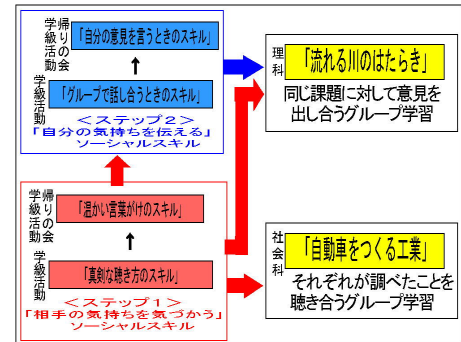 帰りの会
学級活動
「自分の意見を言うときのスキル」
↑
学級活動
「グループで話し合うときのスキル」
＜ステップ2＞
「自分の気持ちを伝える」
ソーシャルスキル
帰りの会
学級活動
「温かい言葉がけのスキル」
↑
学級活動
「真剣な聴き方のスキル」
＜ステップ1＞
「相手の気持ちを気づかう」
ソーシャルスキル
理科
「流れる川のはたらき」
同じ課題に対して意見を
出し合うグループ学習
社会科
「自動車をつくる工業」
それぞれが調べたことを
聴き合うグループ学習